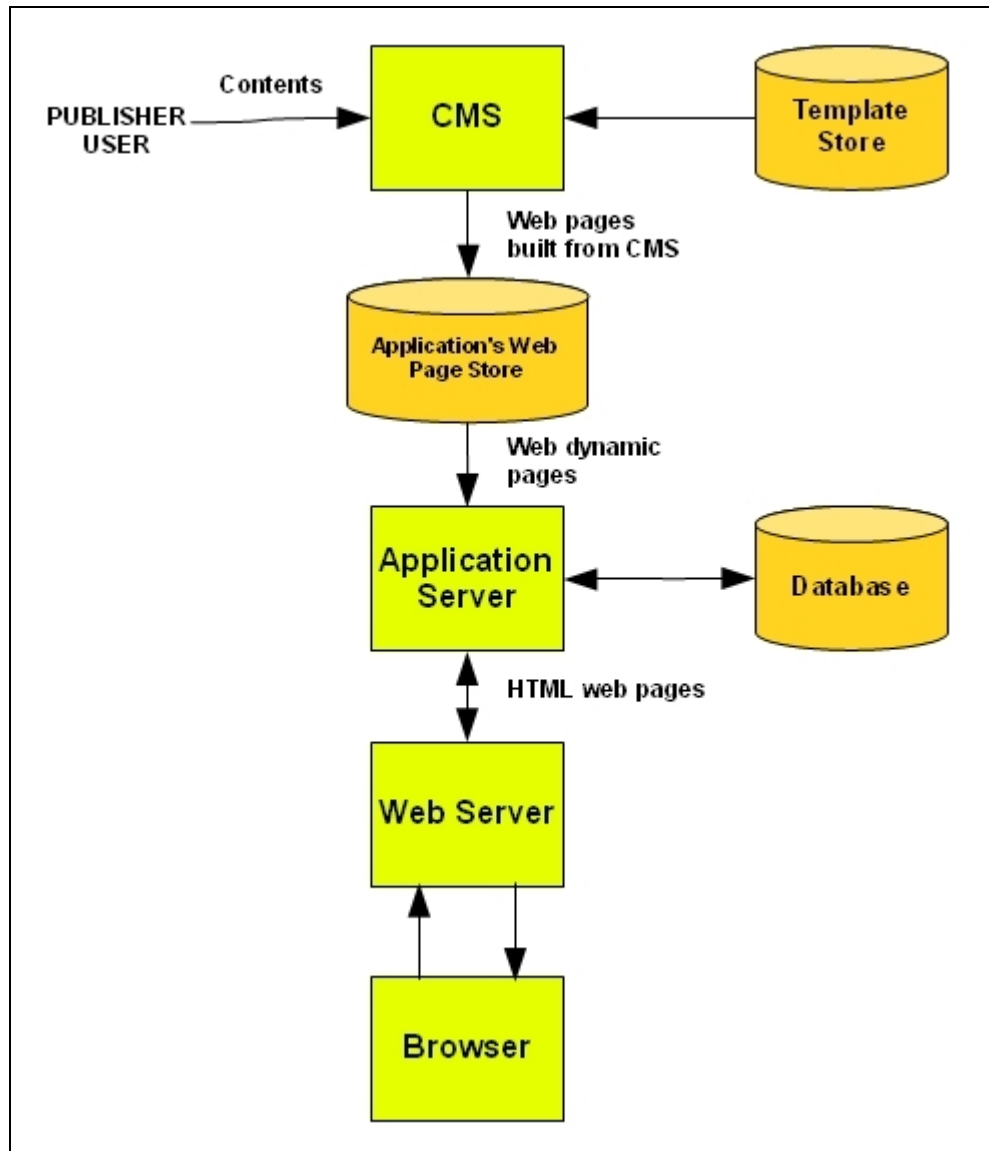 Contents
PUBLISHER
USER
CMS
Template
Store
Web pages
built from CMS
Application's Web
Page Store
Web dynamic
pages
Application
Server
Database
HTML web pages
Web Server
Browser